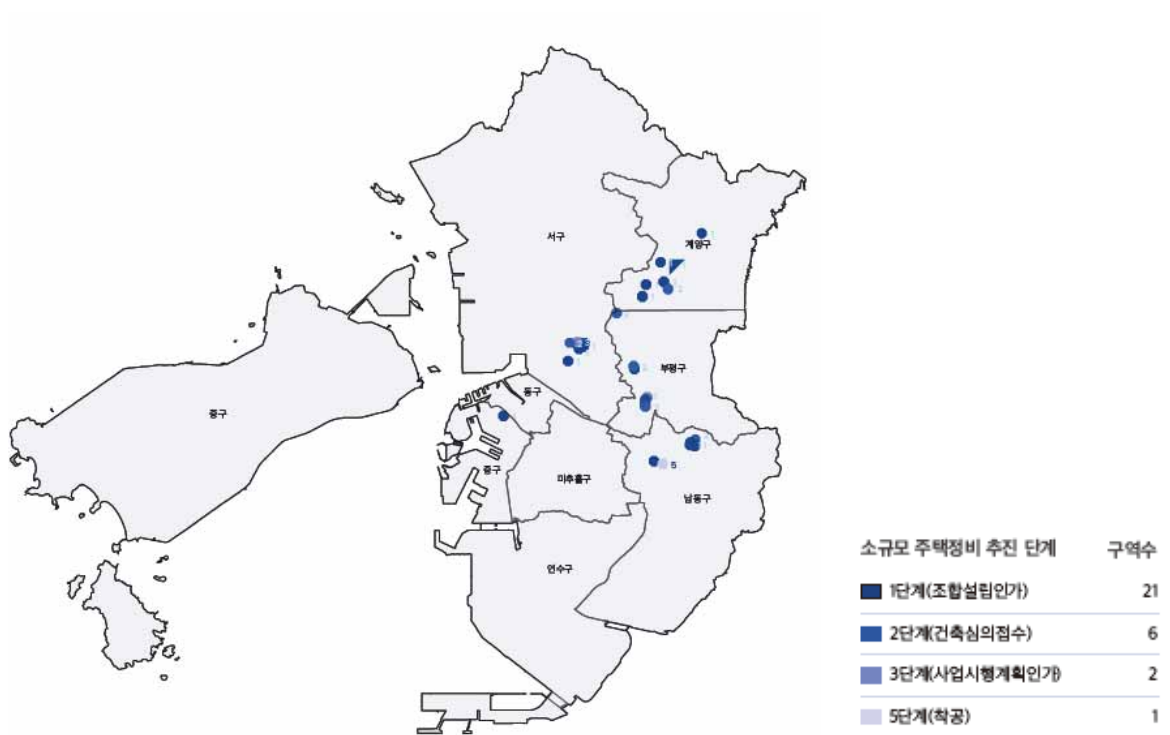 서구
계양구
부평구
동구
중구
중구
미추홀구
5
남동구
연수구
소규모 주택정비 추진 단계 구역수
1단계(조합설립인가) 21
2단계(건축심의접수) 6
3단계(사업시행계획인가) 2
5단계(착공) 1